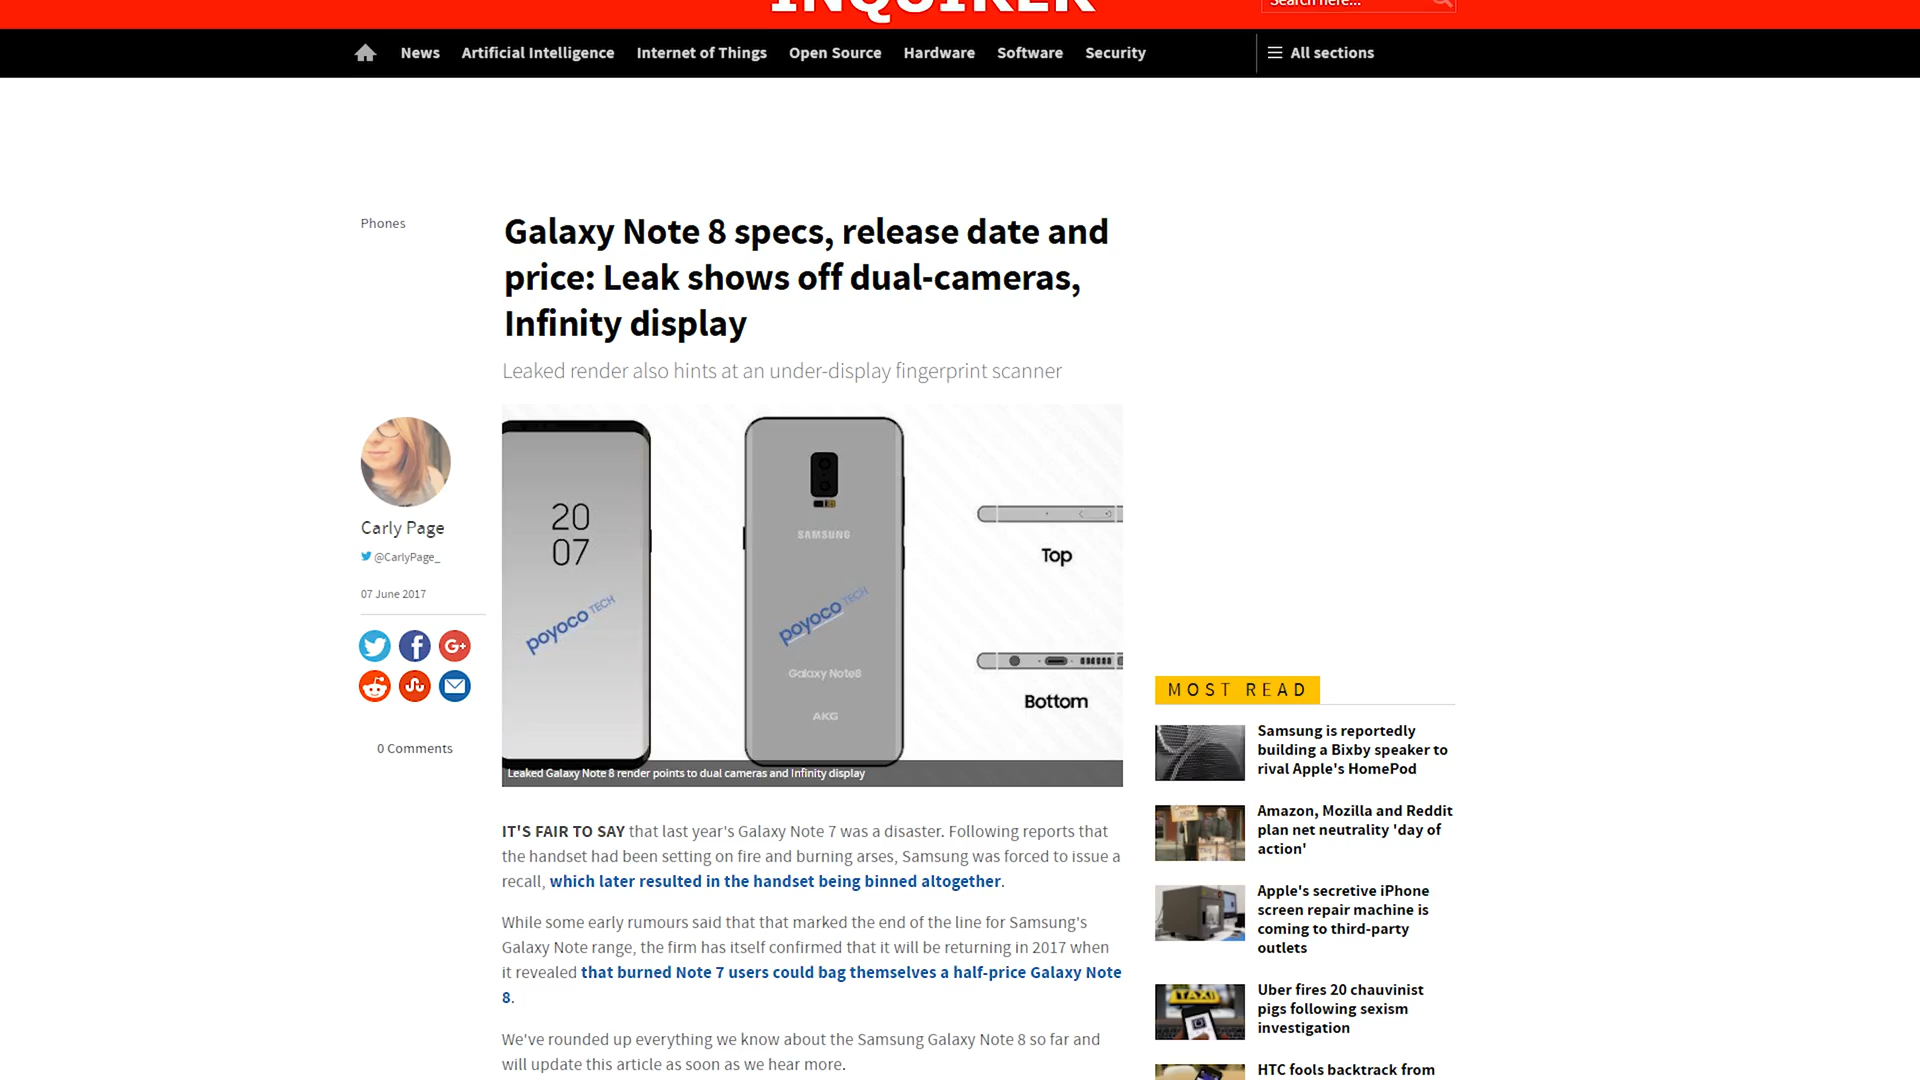 INQUIRER
Search here...
News
Artificial Intelligence
Internet of Things
Open Source
Hardware
Software
Security
All sections
Phones
Galaxy Note 8 specs, release date and
price: Leak shows off dual-cameras,
Infinity display
Leaked render also hints at an under-display fingerprint scanner
Carly Page
@CarlyPage_
07 June 2017
0 Comments
20
07
poyoco TECH
SAMSUNG
poyoco TECH
Galaxy Note8
AKG
Top
Bottom
Leaked Galaxy Note 8 render points to dual cameras and Infinity display
IT'S FAIR TO SAY that last year's Galaxy Note 7 was a disaster. Following reports that
the handset had been setting on fire and burning arses, Samsung was forced to issue a
recall, which later resulted in the handset being binned altogether.
While some early rumours said that that marked the end of the line for Samsung's
Galaxy Note range, the firm has itself confirmed that it will be returning in 2017 when
it revealed that burned Note 7 users could bag themselves a half-price Galaxy Note
8.
We've rounded up everything we know about the Samsung Galaxy Note 8 so far and
will update this article as soon as we hear more.
MOST READ
Samsung is reportedly
building a Bixby speaker to
rival Apple's HomePod
Amazon, Mozilla and Reddit
plan net neutrality 'day of
action'
Apple's secretive iPhone
screen repair machine is
coming to third-party
outlets
TAXI
Uber fires 20 chauvinist
pigs following sexism
investigation
HTC fools backtrack from